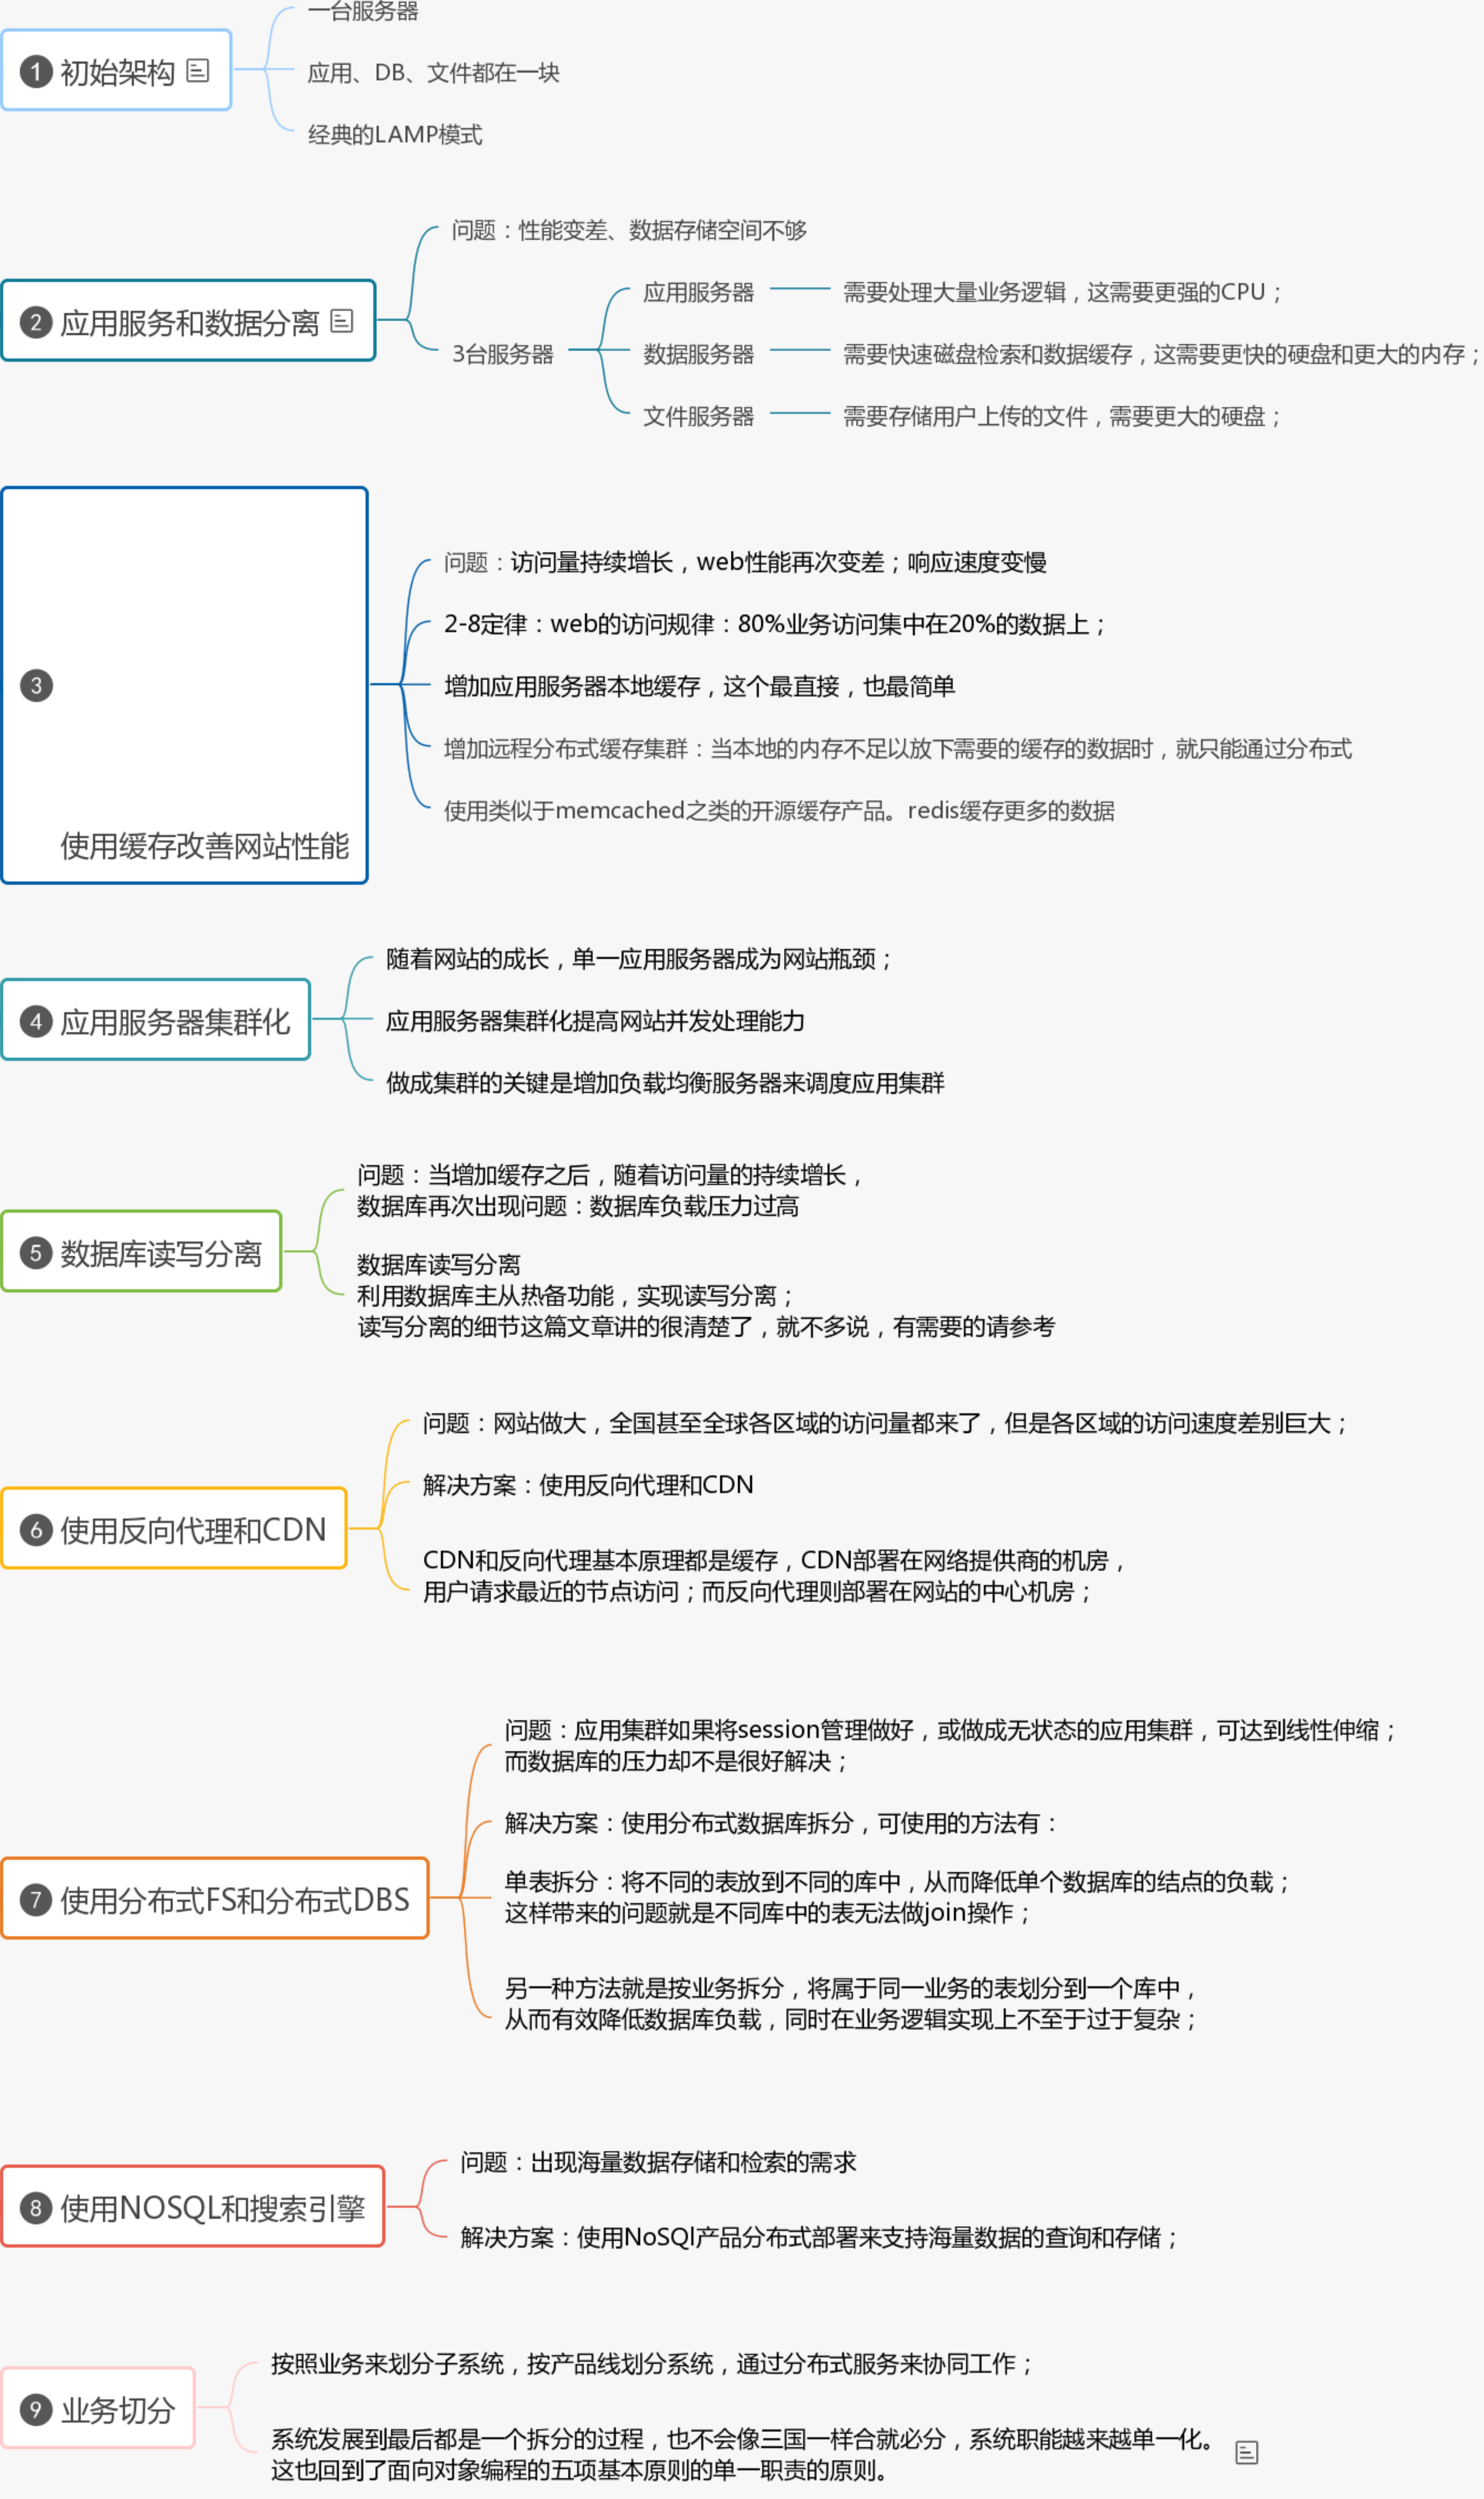 1 初始架构
一台服务器
应用、DB、文件都在一块
经典的LAMP模式
2 应用服务和数据分离
问题：性能变差、数据存储空间不够
3台服务器
应用服务器
需要处理大量业务逻辑，这需要更强的CPU；
数据服务器
需要快速磁盘检索和数据缓存，这需要更快的硬盘和更大的内存；
文件服务器
需要存储用户上传的文件，需要更大的硬盘；
3
使用缓存改善网站性能
问题：访问量持续增长，web性能再次变差；响应速度变慢
2-8定律：web的访问规律：80%业务访问集中在20%的数据上；
增加应用服务器本地缓存，这个最直接，也最简单
增加远程分布式缓存集群：当本地的内存不足以放下需要的缓存的数据时，就只能通过分布式
使用类似于memcached之类的开源缓存产品。redis缓存更多的数据
4 应用服务器集群化
随着网站的成长，单一应用服务器成为网站瓶颈；
应用服务器集群化提高网站并发处理能力
做成集群的关键是增加负载均衡服务器来调度应用集群
5 数据库读写分离
问题：当增加缓存之后，随着访问量的持续增长，
数据库再次出现问题：数据库负载压力过高
数据库读写分离
利用数据库主从热备功能，实现读写分离；
读写分离的细节这篇文章讲的很清楚了，就不多说，有需要的请参考
6 使用反向代理和CDN
问题：网站做大，全国甚至全球各区域的访问量都来了，但是各区域的访问速度差别巨大；
解决方案：使用反向代理和CDN
CDN和反向代理基本原理都是缓存，CDN部署在网络提供商的机房，
用户请求最近的节点访问；而反向代理则部署在网站的中心机房；
7 使用分布式FS和分布式DBS
问题：应用集群如果将session管理做好，或做成无状态的应用集群，可达到线性伸缩；
而数据库的压力却不是很好解决；
解决方案：使用分布式数据库拆分，可使用的方法有：
单表拆分：将不同的表放到不同的库中，从而降低单个数据库的结点的负载；
这样带来的问题就是不同库中的表无法做join操作；
另一种方法就是按业务拆分，将属于同一业务的表划分到一个库中，
从而有效降低数据库负载，同时在业务逻辑实现上不至于过于复杂；
8 使用NOSQL和搜索引擎
问题：出现海量数据存储和检索的需求
解决方案：使用NoSQl产品分布式部署来支持海量数据的查询和存储；
9 业务切分
按照业务来划分子系统，按产品线划分系统，通过分布式服务来协同工作；
系统发展到最后都是一个拆分的过程，也不会像三国一样合就必分，系统职能越来越单一化。
这也回到了面向对象编程的五项基本原则的单一职责的原则。